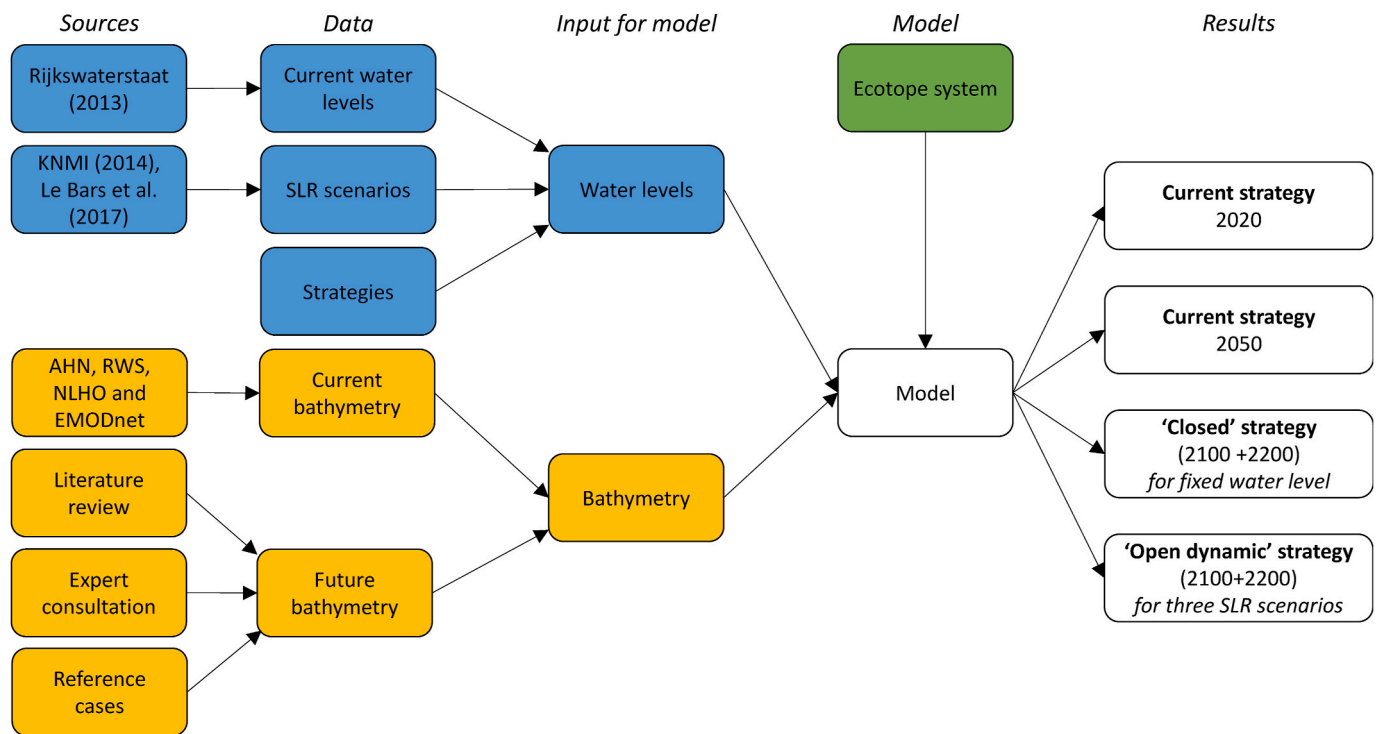 Sources
Data
Input for model
Model
Results
Rijkswaterstaat
(2013)
Current water
levels
Ecotope system
KNMI (2014),
Le Bars et al.
(2017)
SLR scenarios
Water levels
Current strategy
2020
Strategies
Current strategy
2050
AHN, RWS,
NLHO and
EMODnet
Current
bathymetry
Model
‘Closed’ strategy
(2100 +2200)
for fixed water level
Literature
review
Bathymetry
Expert
consultation
Future
bathymetry
‘Open dynamic’ strategy
(2100+2200)
for three SLR scenarios
Reference
cases